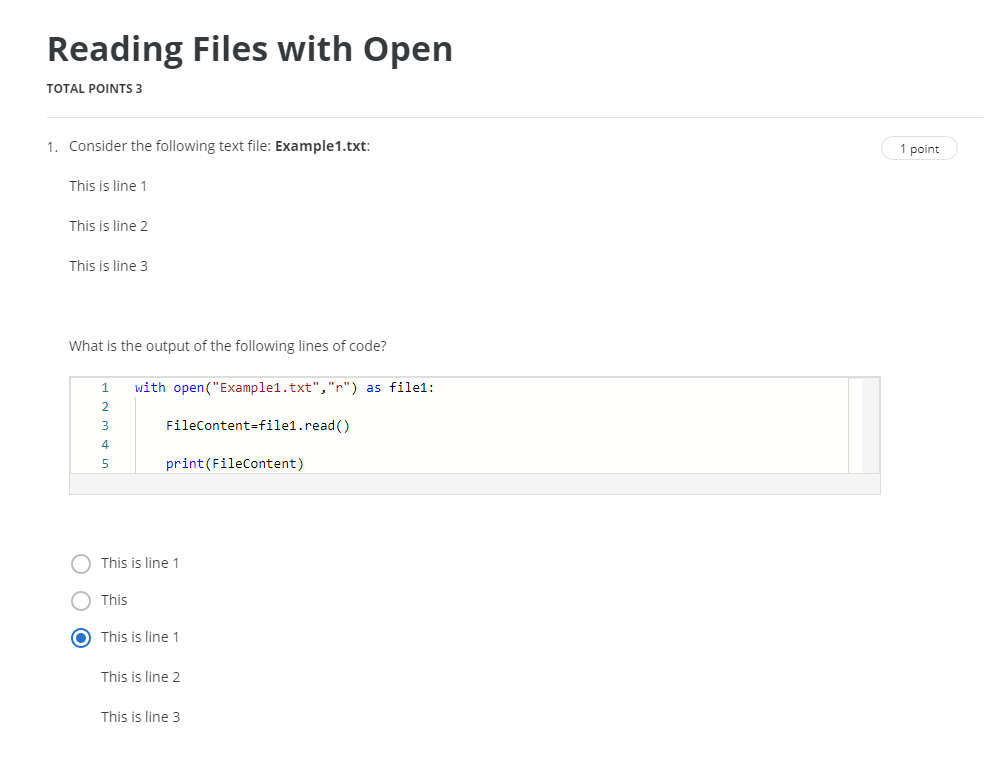 Reading Files with Open
TOTAL POINTS 3
1. Consider the following text file: Example1.txt:
1 point
This is line 1
This is line 2
This is line 3
What is the output of the following lines of code?
1 with open("Example1.txt","r") as file1:
2
3 FileContent=file1.read()
4
5 print(FileContent)
This is line 1
This
This is line 1
This is line 2
This is line 3